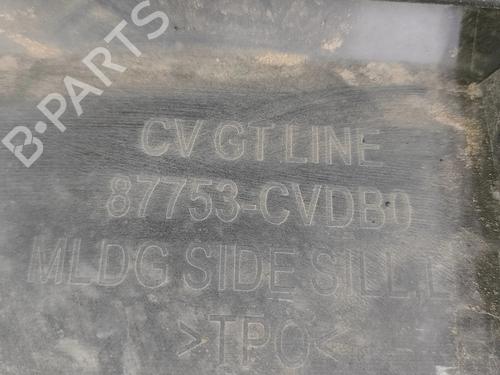 B-PARTS
CV GT LINE
87753-CVDB0
MLDG SIDE SILL,L
>TPO<